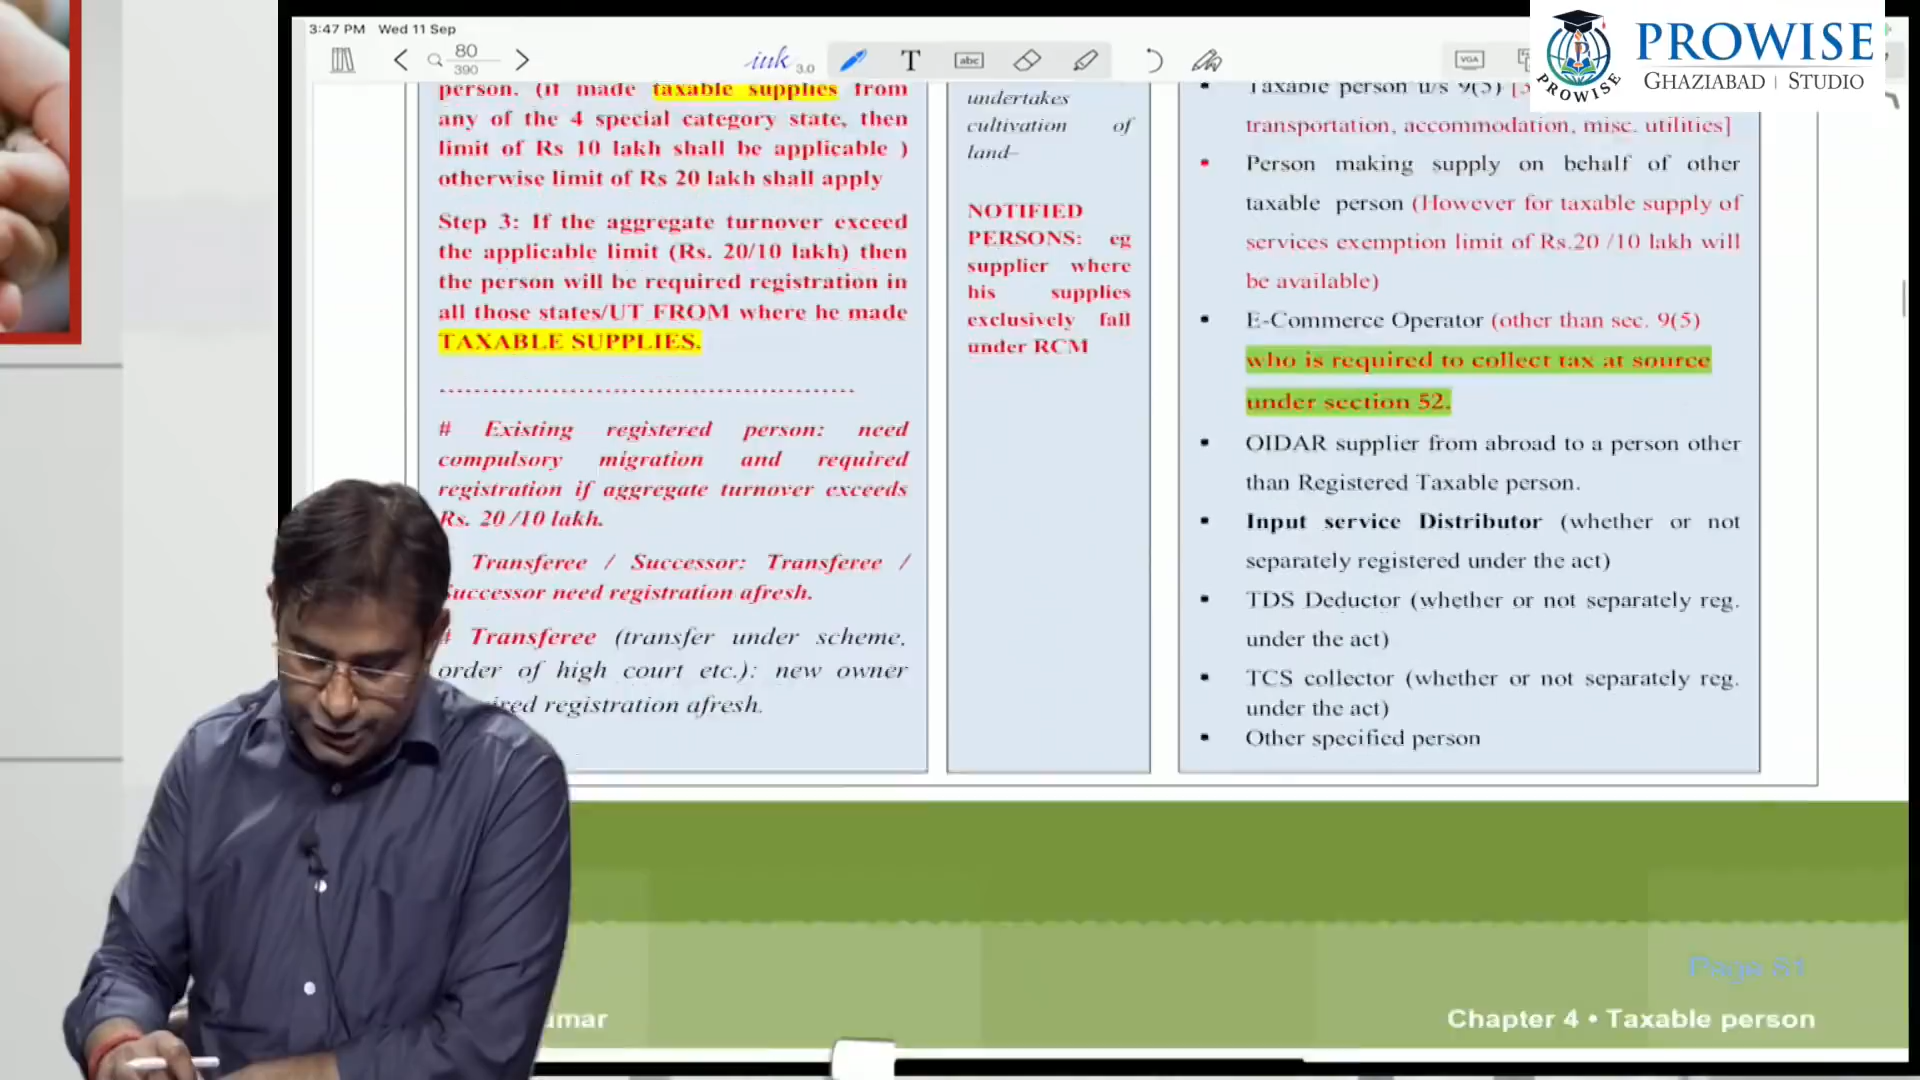 3:47 PM Wed 11 Sep
80
390
iuk 3.0
T
abc
VGA
PROWISE
PROWISE
GHAZIABAD | STUDIO
person. (if made taxable supplies from
any of the 4 special category state, then
limit of Rs 10 lakh shall be applicable )
otherwise limit of Rs 20 lakh shall apply
Step 3: If the aggregate turnover exceed
the applicable limit (Rs. 20/10 lakh) then
the person will be required registration in
all those states/UT FROM where he made
TAXABLE SUPPLIES.
# Existing registered person: need
compulsory migration and required
registration if aggregate turnover exceeds
Rs. 20 /10 lakh.
Transferee / Successor: Transferee /
Successor need registration afresh.
# Transferee (transfer under scheme,
order of high court etc.): new owner
registration afresh.
undertakes
cultivation of
land–
NOTIFIED
PERSONS: eg
supplier where
his supplies
exclusively fall
under RCM
Taxable person u/s 9(5)
transportation, accommodation, misc. utilities]
Person making supply on behalf of other
taxable person (However for taxable supply of
services exemption limit of Rs.20 /10 lakh will
be available)
E-Commerce Operator (other than sec. 9(5)
who is required to collect tax at source
under section 52.
OIDAR supplier from abroad to a person other
than Registered Taxable person.
Input service Distributor (whether or not
separately registered under the act)
TDS Deductor (whether or not separately reg.
under the act)
TCS collector (whether or not separately reg.
under the act)
Other specified person
Page 81
umar
Chapter 4 • Taxable person